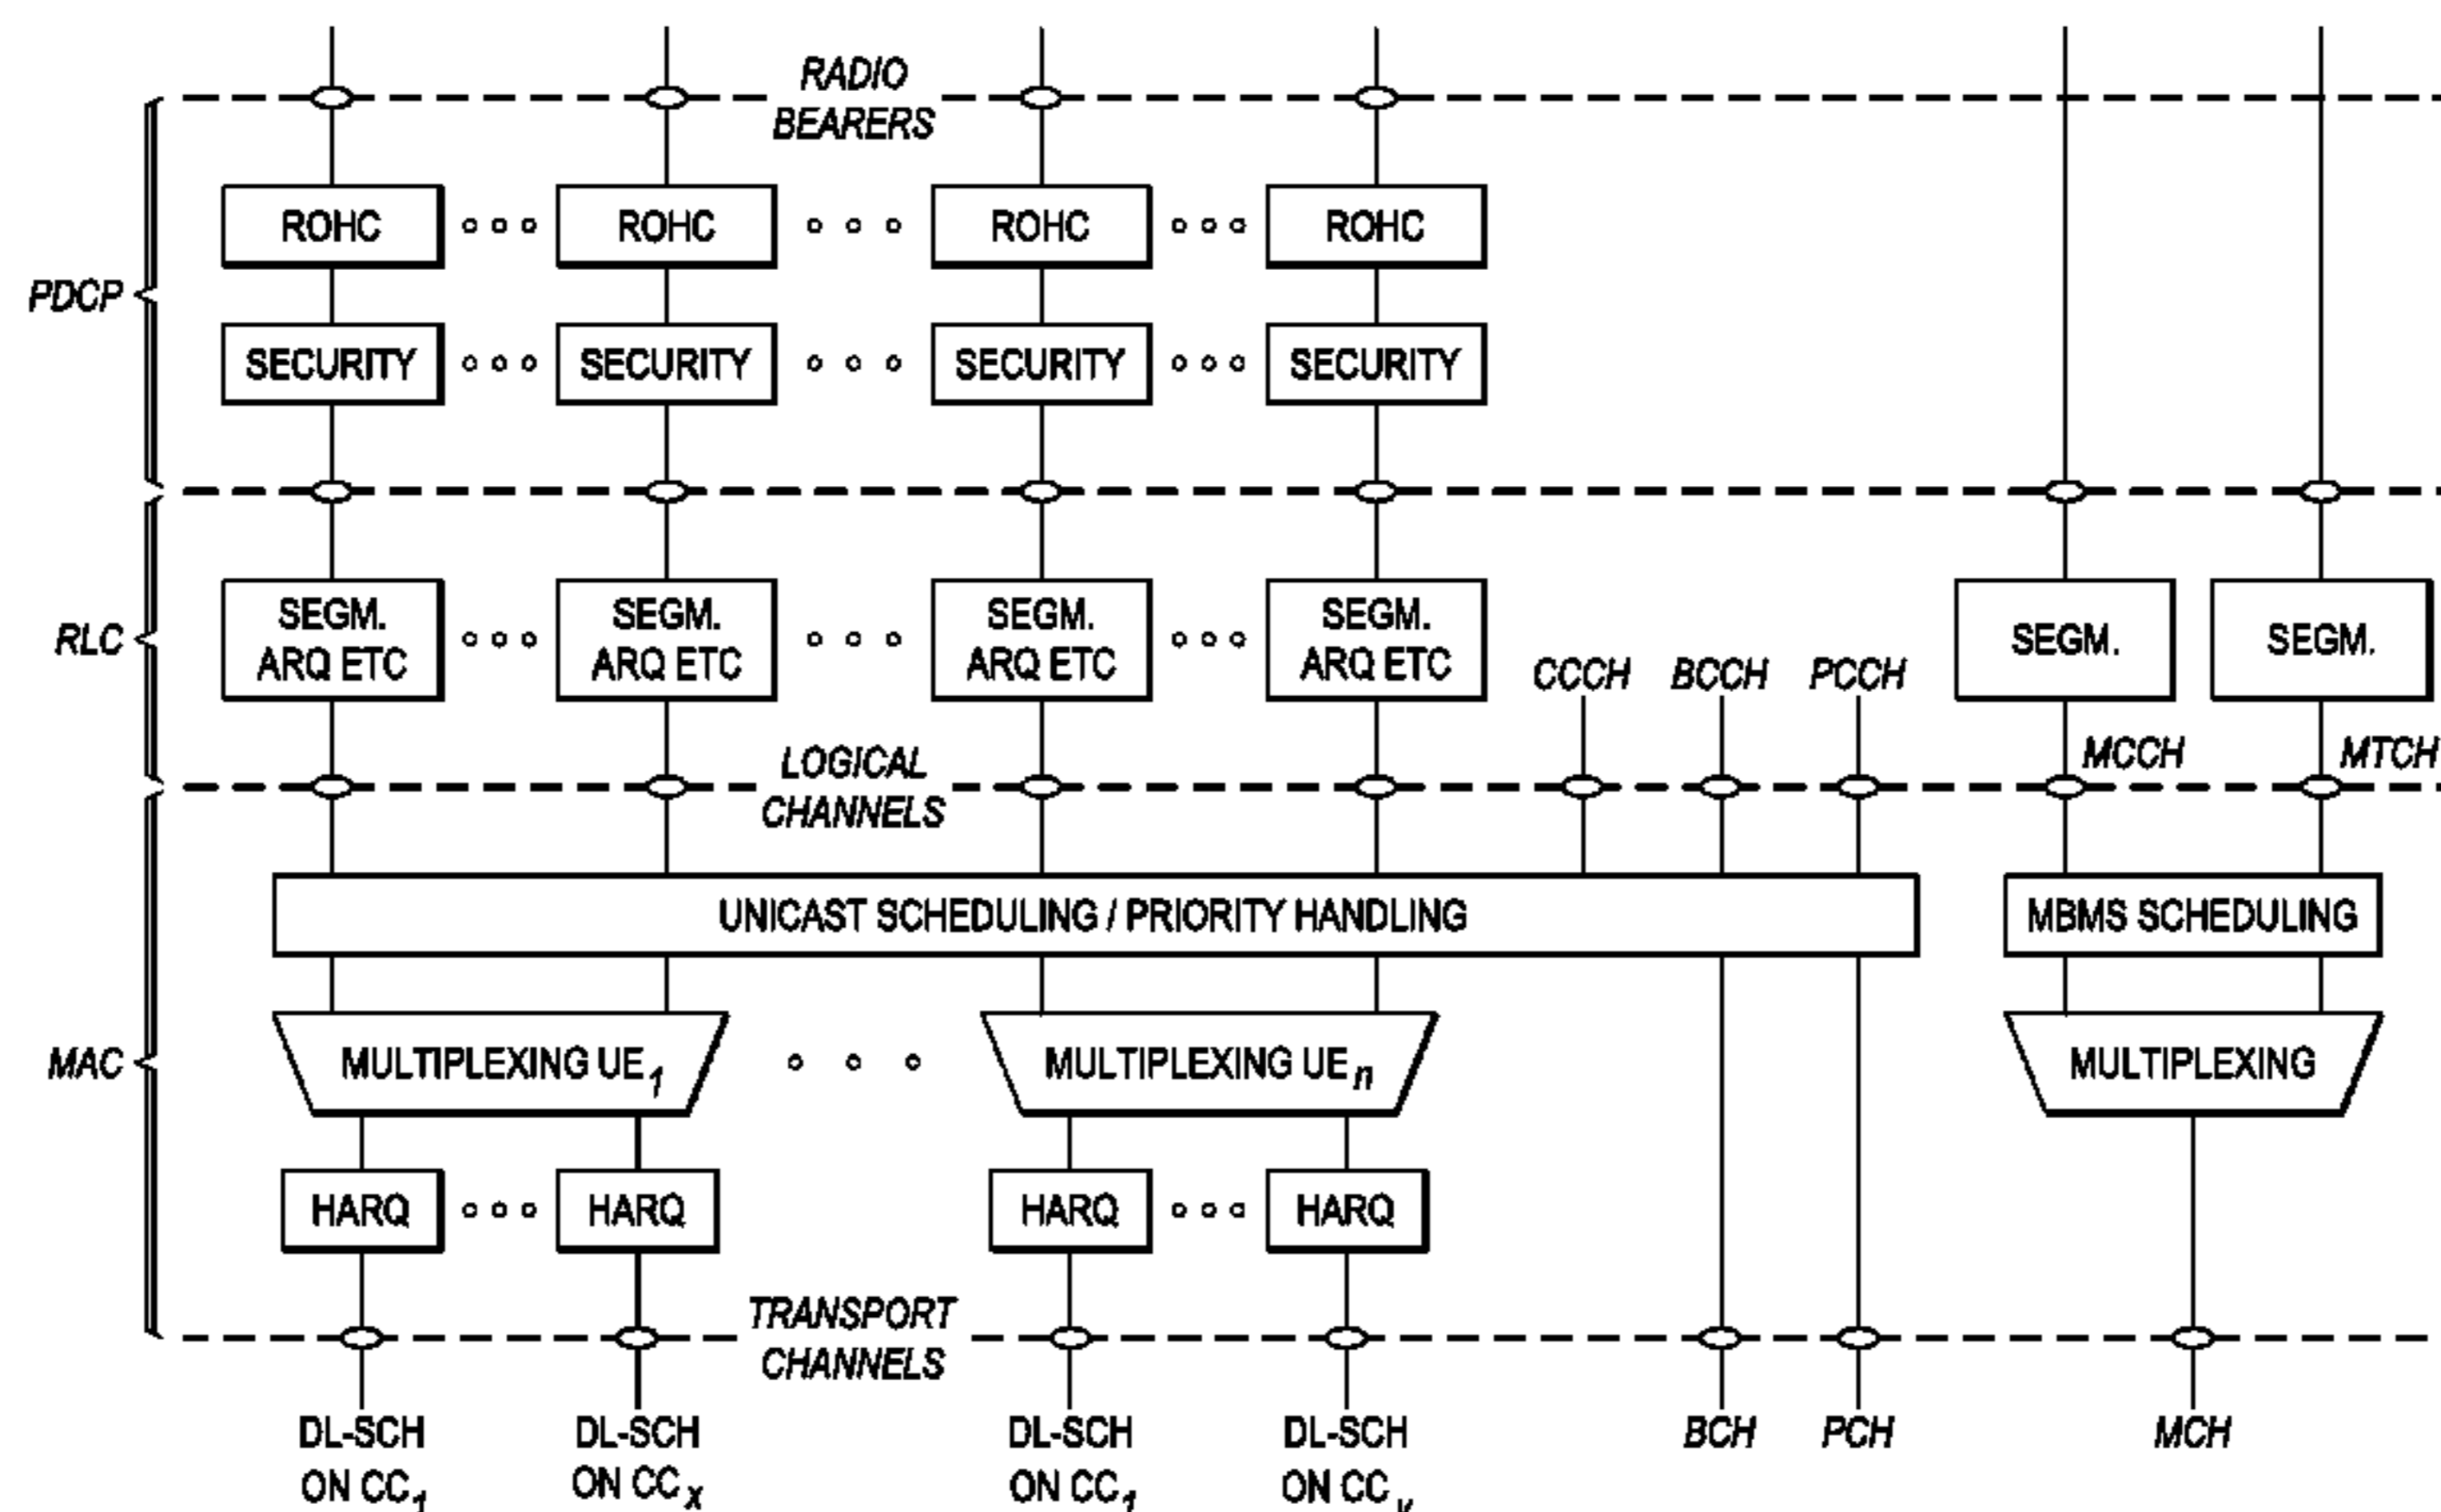 RADIO
BEARERS
PDCP
ROHC ROHC ROHC ROHC
SECURITY SECURITY SECURITY SECURITY
RLC
SEGM. SEGM. SEGM. SEGM.
ARQ ETC ARQ ETC ARQ ETC ARQ ETC
SEGM. SEGM.
CCCH BCCH PCCH
MCCH MTCH
LOGICAL
CHANNELS
UNICAST SCHEDULING / PRIORITY HANDLING MBMS SCHEDULING
MAC
MULTIPLEXING UE1 MULTIPLEXING UEn MULTIPLEXING
HARQ HARQ HARQ HARQ
TRANSPORT
CHANNELS
DL-SCH DL-SCH DL-SCH DL-SCH BCH PCH MCH
ON CC1 ON CCx ON CC1 ON CCy